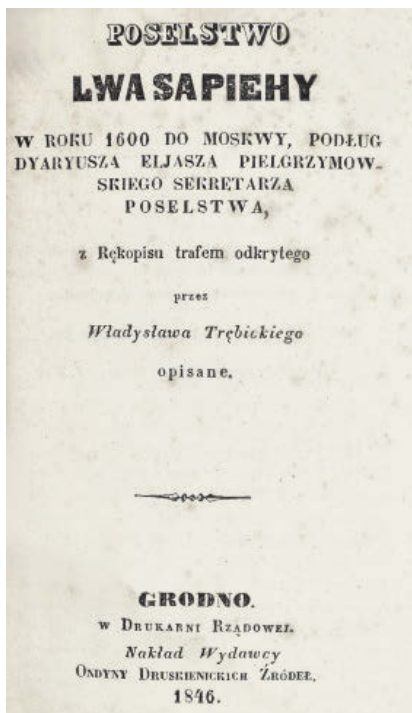 POSELSTWO
LWA SAPIEHY
W ROKU 1600 DO MOSKWY, PODŁUG
DYARYUSZA ELJASZA PIELGRZYMOW-
SKIEGO SEKRETARZA
POSELSTWA,
z Rękopisu trafem odkrytego
przez
Władysława Trębickiego
opisane.
GRODNO.
w Drukarni Rządowej.
Nakład Wydawcy
Ondyny Druskienickich Źródeł,
1846.